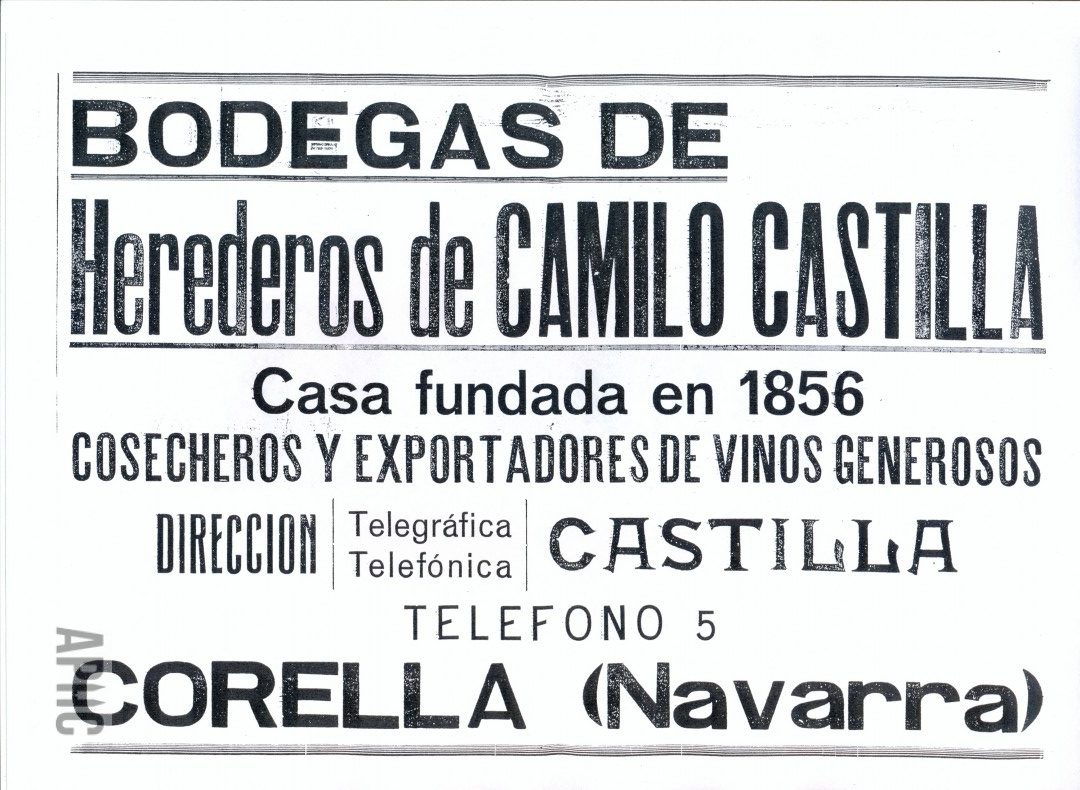 BODEGAS DE
Herederos de CAMILO CASTILLA
Casa fundada en 1856
COSECHEROS Y EXPORTADORES DE VINOS GENEROSOS
DIRECCION Telegráfica Telefónica CASTILLA
TELEFONO 5
CORELLA (Navarra)
APHC